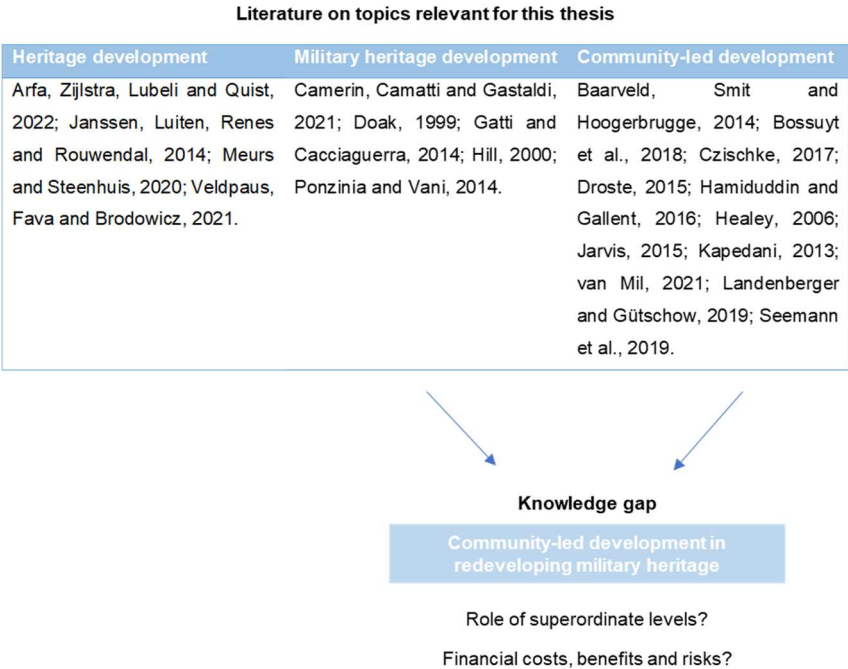 Literature on topics relevant for this thesis
Heritage development
Arfa, Zijlstra, Lubeli and Quist,
2022; Janssen, Luiten, Renes
and Rouwendal, 2014; Meurs
and Steenhuis, 2020; Veldpaus,
Fava and Brodowicz, 2021.
Military heritage development
Camerin, Camatti and Gastaldi,
2021; Doak, 1999; Gatti and
Cacciaguerra, 2014; Hill, 2000;
Ponzinia and Vani, 2014.
Community-led development
Baarveld, Smit and
Hoogerbrugge, 2014; Bossuyt
et al., 2018; Czischke, 2017;
Droste, 2015; Hamiduddin and
Gallent, 2016; Healey, 2006;
Jarvis, 2015; Kapedani, 2013;
van Mil, 2021; Landenberger
and Gütschow, 2019; Seemann
et al., 2019.
Knowledge gap
Community-led development in
redeveloping military heritage
Role of superordinate levels?
Financial costs, benefits and risks?